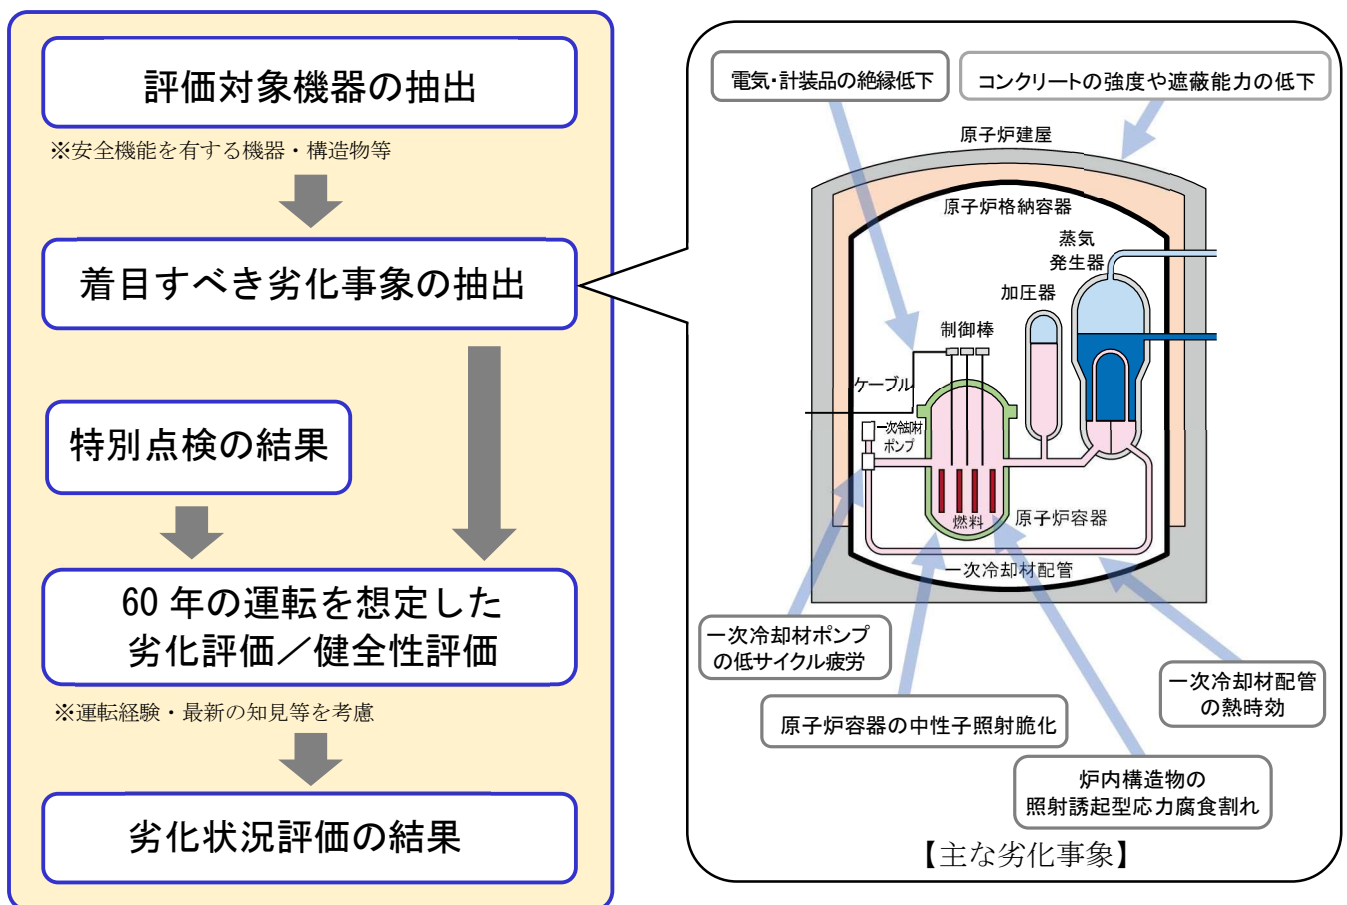 評価対象機器の抽出
※安全機能を有する機器・構造物等
着目すべき劣化事象の抽出
特別点検の結果
60 年の運転を想定した
劣化評価／健全性評価
※運転経験・最新の知見等を考慮
劣化状況評価の結果
電気・計装品の絶縁低下
コンクリートの強度や遮蔽能力の低下
原子炉建屋
原子炉格納容器
蒸気
発生器
加圧器
制御棒
ケーブル
一次冷却材
ポンプ
燃料
原子炉容器
一次冷却材配管
一次冷却材ポンプ
の低サイクル疲労
一次冷却材配管
の熱時効
原子炉容器の中性子照射脆化
炉内構造物の
照射誘起型応力腐食割れ
【主な劣化事象】